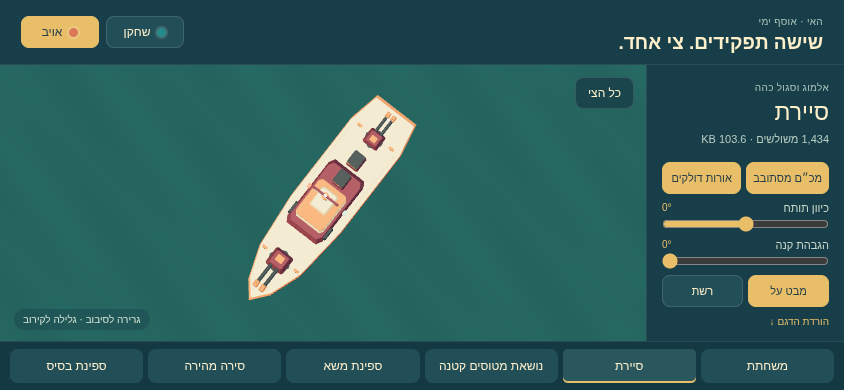 האי · אוסף ימי
שישה תפקידים. צי אחד.
שחקן
אויב
כל הצי
אלמוג וסגול כהה
סיירת
1,434 משולשים · 103.6 KB
מכ״ם מסתובב
אורות דולקים
כיוון תותח
0°
הגבהת קנה
0°
מבט על
רשת
הורדת הדגם ↓
גרירה לסיבוב · גלילה לקירוב
משחתת
סיירת
נושאת מטוסים קטנה
ספינת משא
סירה מהירה
ספינת בסיס